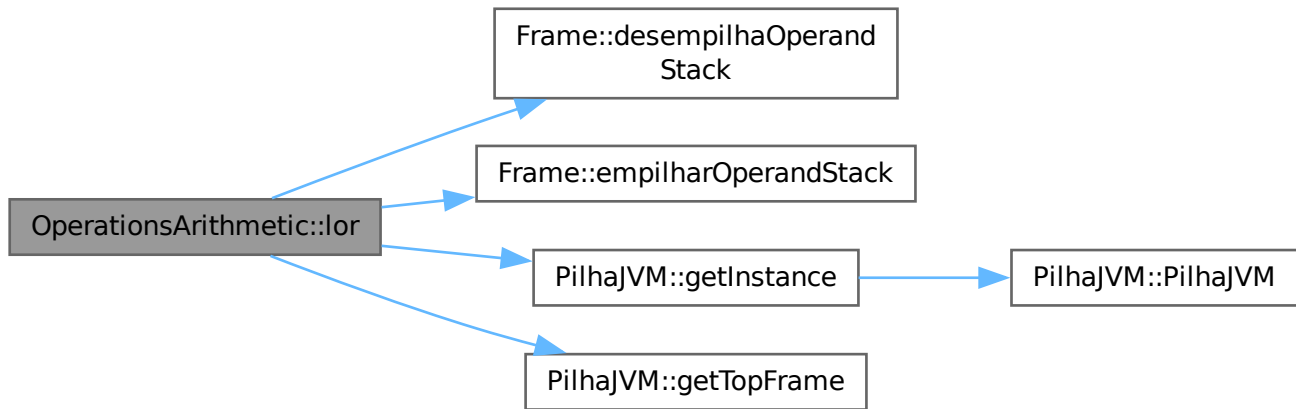 Frame::desempilhaOperand
Stack
Frame::empilharOperandStack
OperationsArithmetic::lor
PilhaJVM::getInstance
PilhaJVM::PilhaJVM
PilhaJVM::getTopFrame